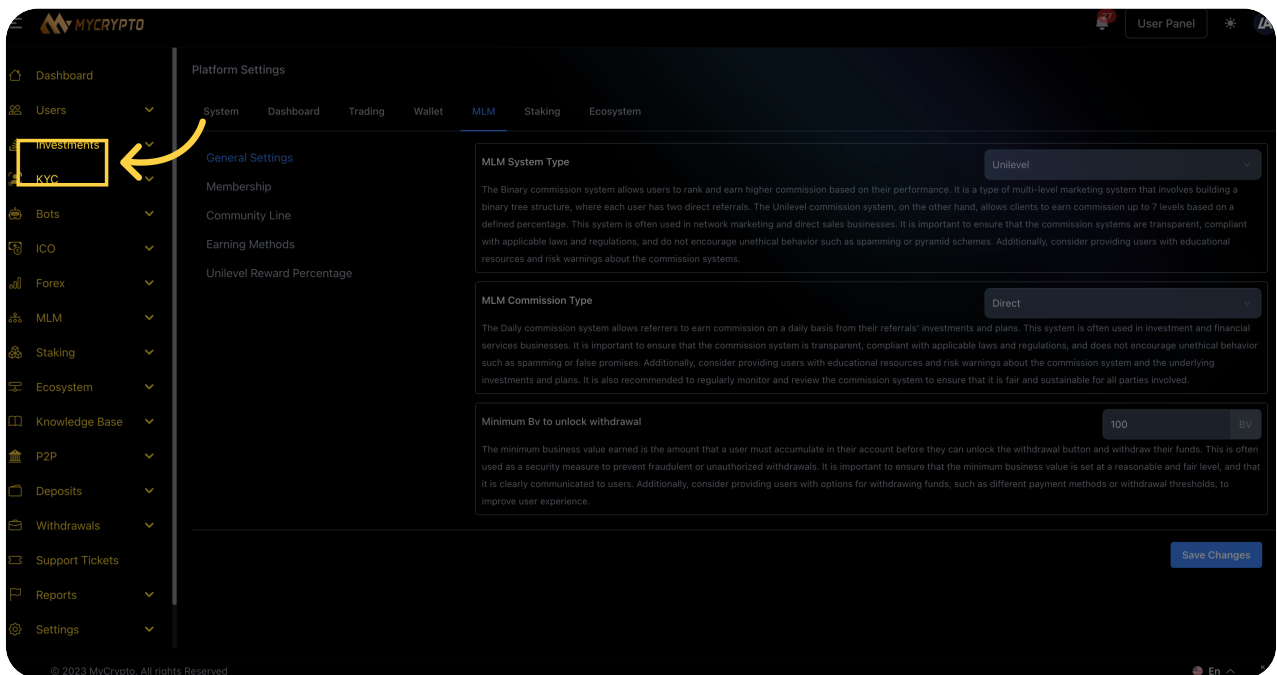 MYCRYPTO
27
User Panel
Dashboard
Users
Investments
KYC
Bots
ICO
Forex
MLM
Staking
Ecosystem
Knowledge Base
P2P
Deposits
Withdrawals
Support Tickets
Reports
Settings
Platform Settings
System Dashboard Trading Wallet MLM Staking Ecosystem
General Settings
Membership
Community Line
Earning Methods
Unilevel Reward Percentage
MLM System Type
Unilevel
The Binary commission system allows users to rank and earn higher commission based on their performance. It is a type of multi-level marketing system that involves building a
binary tree structure, where each user has two direct referrals. The Unilevel commission system, on the other hand, allows clients to earn commission up to 7 levels based on a
defined percentage. This system is often used in network marketing and direct sales businesses. It is important to ensure that the commission systems are transparent, compliant
with applicable laws and regulations, and do not encourage unethical behavior such as spamming or pyramid schemes. Additionally, consider providing users with educational
resources and risk warnings about the commission systems.
MLM Commission Type
Direct
The Daily commission system allows referrers to earn commission on a daily basis from their referrals' investments and plans. This system is often used in investment and financial
services businesses. It is important to ensure that the commission system is transparent, compliant with applicable laws and regulations, and does not encourage unethical behavior
such as spamming or false promises. Additionally, consider providing users with educational resources and risk warnings about the commission system and the underlying
investments and plans. It is also recommended to regularly monitor and review the commission system to ensure that it is fair and sustainable for all parties involved.
Minimum Bv to unlock withdrawal
100 BV
The minimum business value earned is the amount that a user must accumulate in their account before they can unlock the withdrawal button and withdraw their funds. This is often
used as a security measure to prevent fraudulent or unauthorized withdrawals. It is important to ensure that the minimum business value is set at a reasonable and fair level, and that
it is clearly communicated to users. Additionally, consider providing users with options for withdrawing funds, such as different payment methods or withdrawal thresholds, to
improve user experience.
Save Changes
© 2023 MyCrypto. All rights Reserved
En